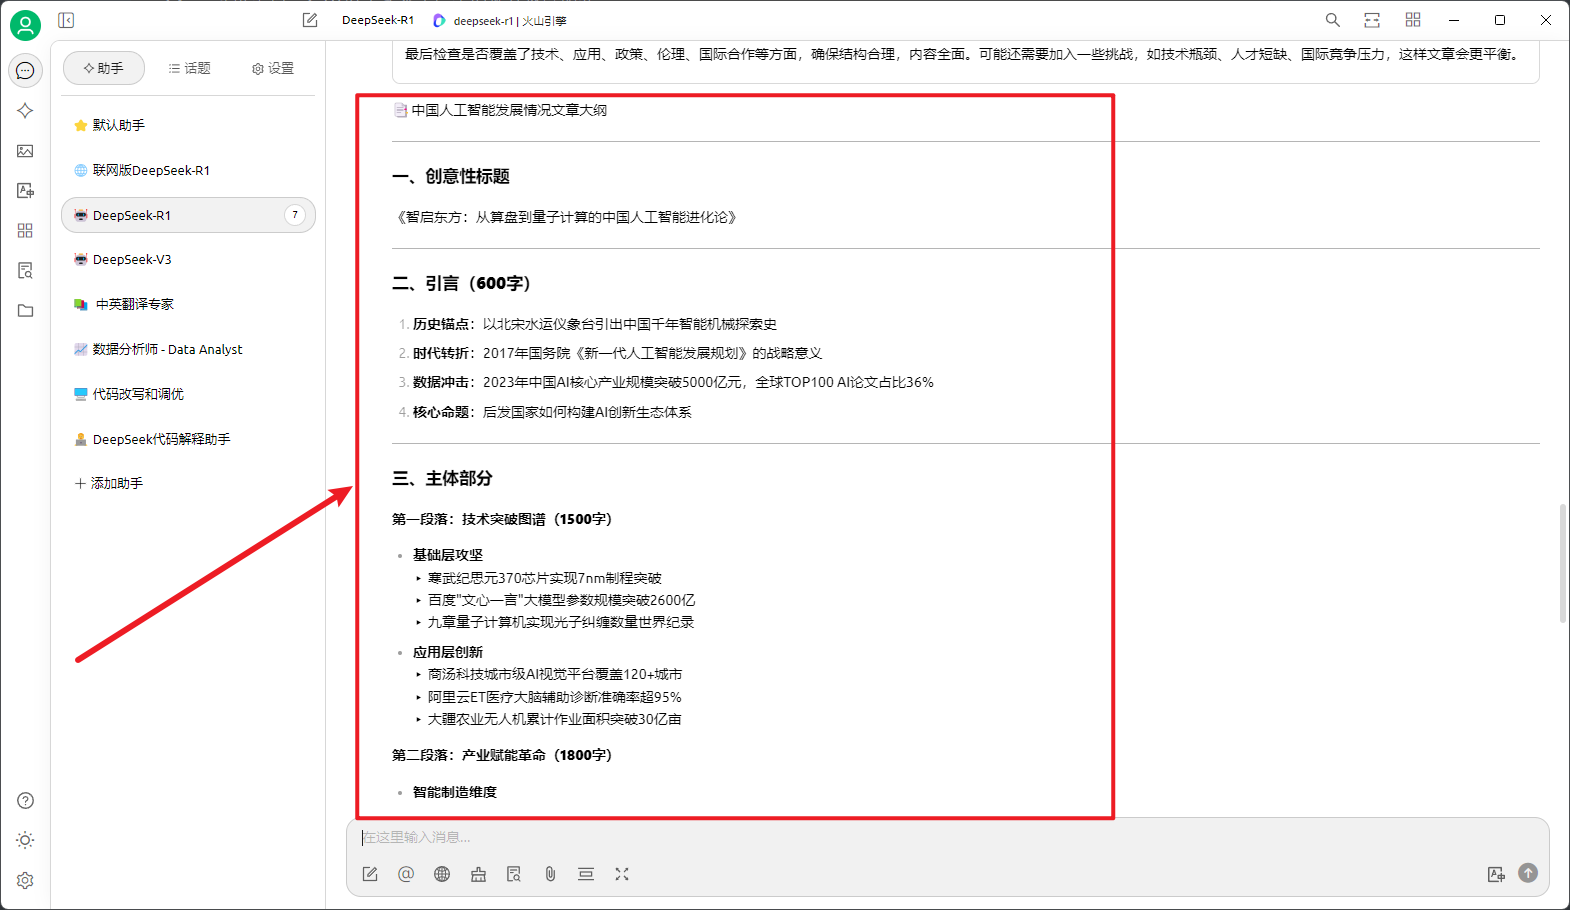 DeepSeek-R1
deepseek-r1 | 火山引擎
助手
话题
设置
默认助手
联网版DeepSeek-R1
DeepSeek-R1
7
DeepSeek-V3
中英翻译专家
数据分析师 - Data Analyst
代码改写和调优
DeepSeek代码解释助手
添加助手
最后检查是否覆盖了技术、应用、政策、伦理、国际合作等方面，确保结构合理，内容全面。可能还需要加入一些挑战，如技术瓶颈、人才短缺、国际竞争压力，这样文章会更平衡。
中国人工智能发展情况文章大纲
一、创意性标题
《智启东方：从算盘到量子计算的中国人工智能进化论》
二、引言（600字）
1. 历史锚点：以北宋水运仪象台引出中国千年智能机械探索史
2. 时代转折：2017年国务院《新一代人工智能发展规划》的战略意义
3. 数据冲击：2023年中国AI核心产业规模突破5000亿元，全球TOP100 AI论文占比36%
4. 核心命题：后发国家如何构建AI创新生态体系
三、主体部分
第一段落：技术突破图谱（1500字）
• 基础层攻坚
‣ 寒武纪思元370芯片实现7nm制程突破
‣ 百度"文心一言"大模型参数规模突破2600亿
‣ 九章量子计算机实现光子纠缠数量世界纪录
• 应用层创新
‣ 商汤科技城市级AI视觉平台覆盖120+城市
‣ 阿里云ET医疗大脑辅助诊断准确率超95%
‣ 大疆农业无人机累计作业面积突破30亿亩
第二段落：产业赋能革命（1800字）
• 智能制造维度
在这里输入消息...